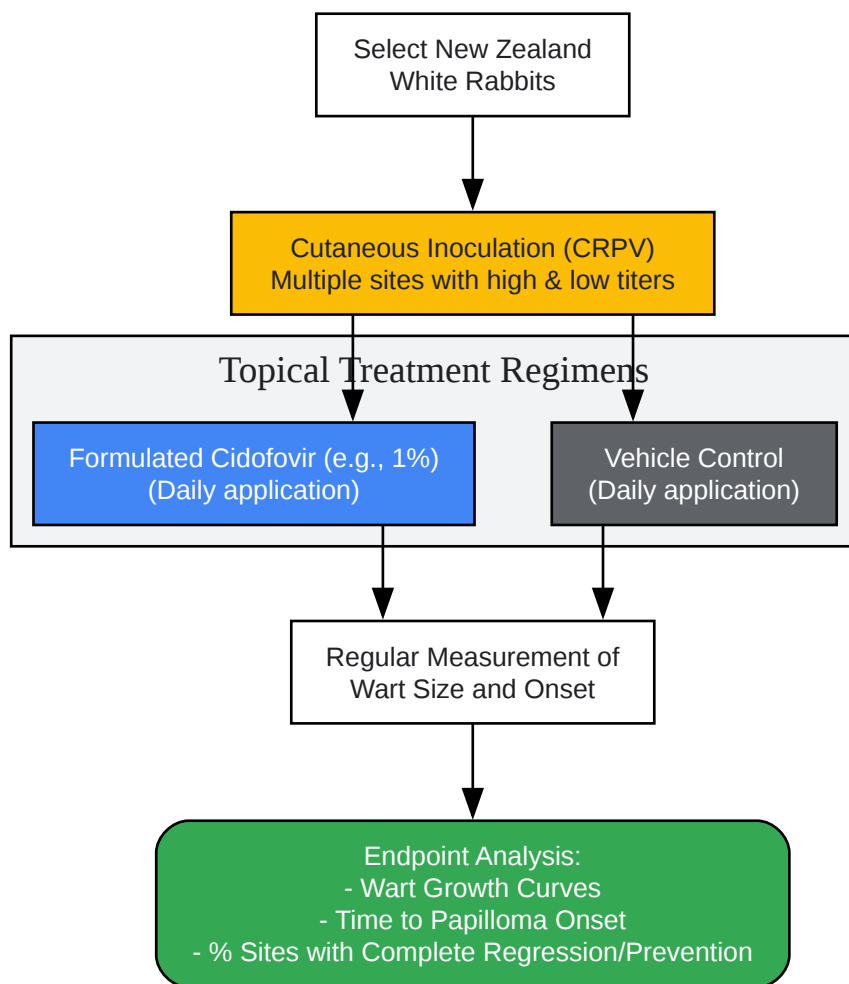 Select New Zealand
White Rabbits
Cutaneous Inoculation (CRPV)
Multiple sites with high & low titers
Topical Treatment Regimens
Formulated Cidofovir (e.g., 1%)
(Daily application)
Vehicle Control
(Daily application)
Regular Measurement of
Wart Size and Onset
Endpoint Analysis:
- Wart Growth Curves
- Time to Papilloma Onset
- % Sites with Complete Regression/Prevention